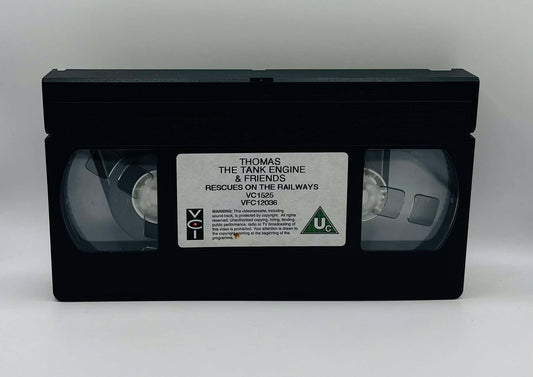 THOMAS
THE TANK ENGINE
& FRIENDS
RESCUES ON THE RAILWAYS
VC1525
VFC12036
VCI
WARNING: This videocassette, including
sound track, is protected by copyright. All rights
reserved. Unauthorised copying, hiring, lending,
public performance, radio or TV broadcasting of
this video is prohibited. Your attention is drawn to
the copyright warning at the beginning of the
programme.
Uc